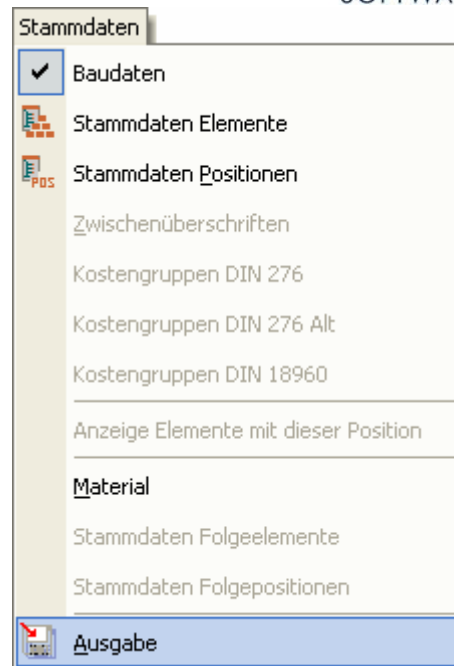 Stammdaten
Baudaten
Stammdaten Elemente
POS
Stammdaten Positionen
Zwischenüberschriften
Kostengruppen DIN 276
Kostengruppen DIN 276 Alt
Kostengruppen DIN 18960
Anzeige Elemente mit dieser Position
Material
Stammdaten Folgeelemente
Stammdaten Folgepositionen
Ausgabe